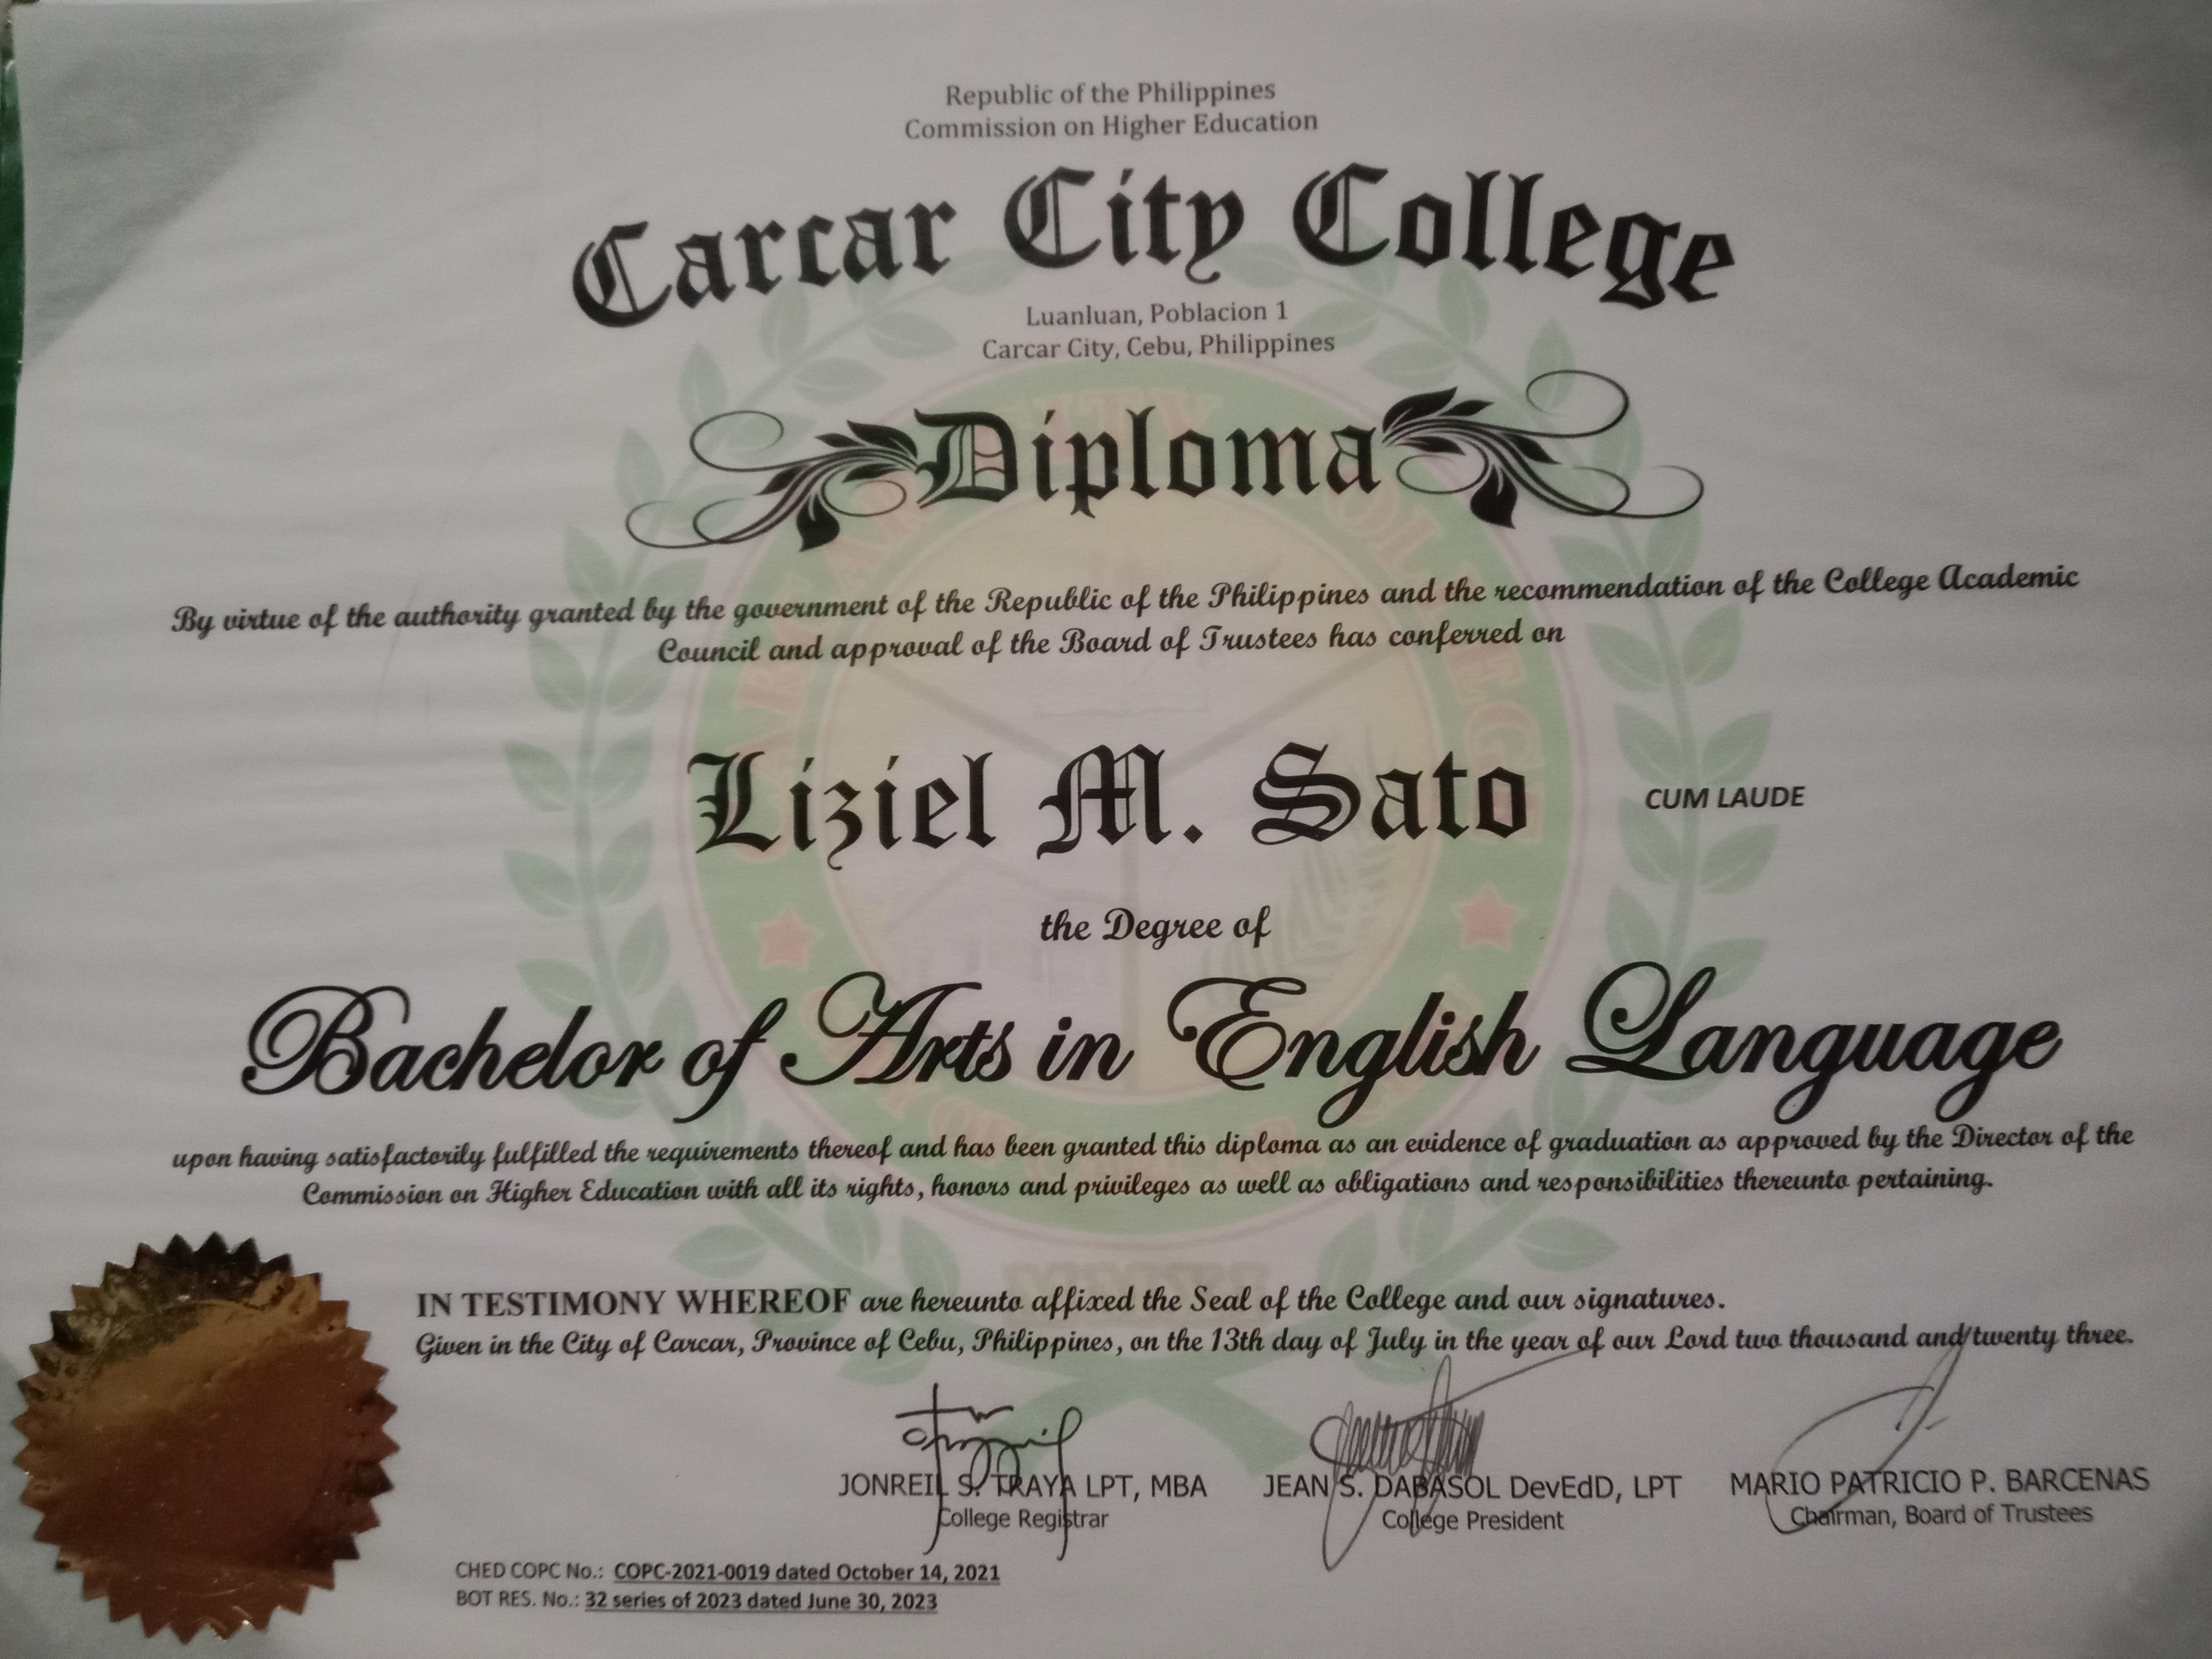 Republic of the Philippines
Commission on Higher Education
Carcar City College
Luanluan, Poblacion 1
Carcar City, Cebu, Philippines
Diploma
By virtue of the authority granted by the government of the Republic of the Philippines and the recommendation of the College Academic
Council and approval of the Board of Trustees has conferred on
Liziel M. Sato
CUM LAUDE
the Degree of
Bachelor of Arts in English Language
upon having satisfactorily fulfilled the requirements thereof and has been granted this diploma as an evidence of graduation as approved by the Director of the
Commission on Higher Education with all its rights, honors and privileges as well as obligations and responsibilities thereunto pertaining.
IN TESTIMONY WHEREOF are hereunto affixed the Seal of the College and our signatures.
Given in the City of Carcar, Province of Cebu, Philippines, on the 13th day of July in the year of our Lord two thousand and twenty three.
JONREIL S. TRAYA LPT, MBA
College Registrar
JEAN S. DABASOL DevEdD, LPT
College President
MARIO PATRICIO P. BARCENAS
Chairman, Board of Trustees
CHED COPC No.: COPC-2021-0019 dated October 14, 2021
BOT RES. No.: 32 series of 2023 dated June 30, 2023